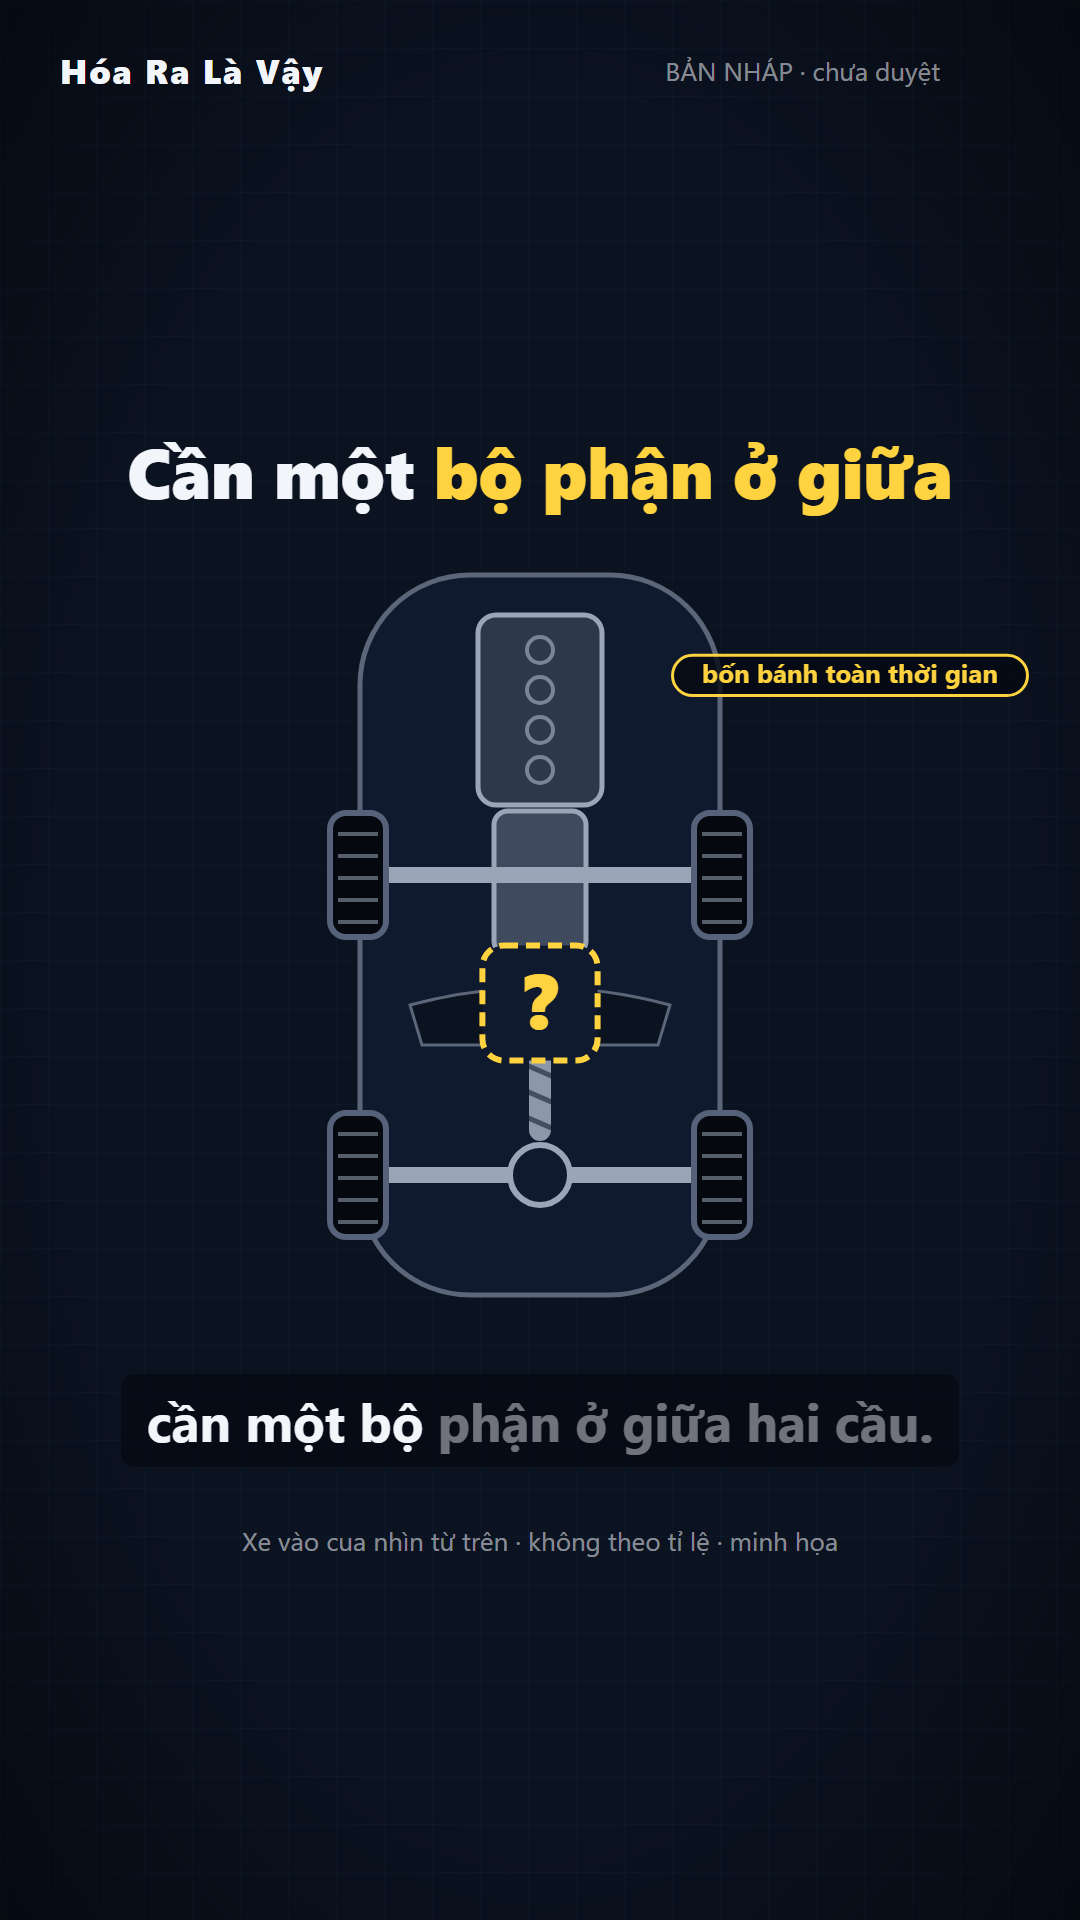 Hóa Ra Là Vậy
BẢN NHÁP · chưa duyệt
Cần một bộ phận ở giữa
bốn bánh toàn thời gian
?
cần một bộ phận ở giữa hai cầu.
Xe vào cua nhìn từ trên · không theo tỉ lệ · minh họa